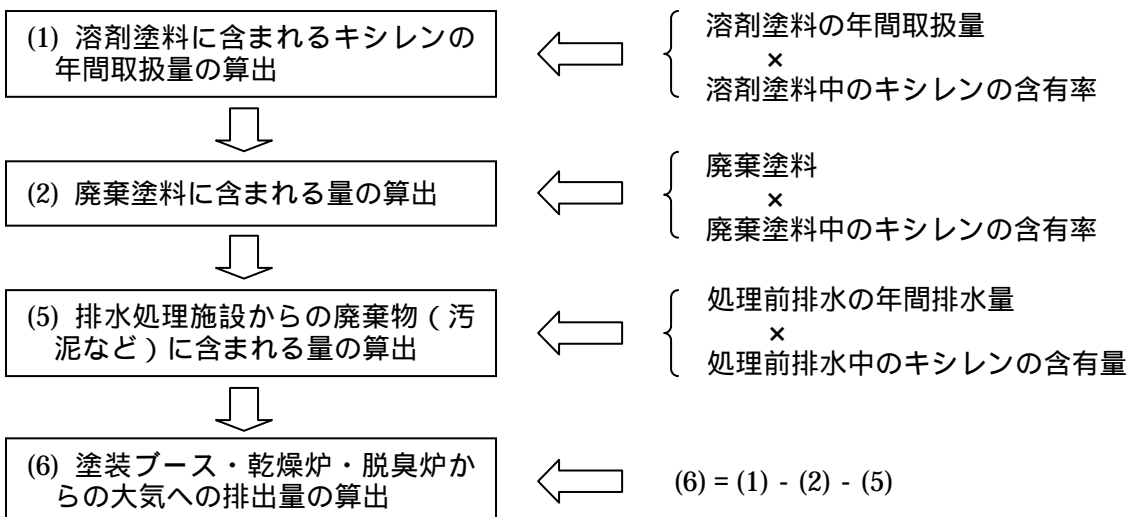 (1) 溶剤塗料に含まれるキシレンの
年間取扱量の算出
溶剤塗料の年間取扱量
×
溶剤塗料中のキシレンの含有率
(2) 廃棄塗料に含まれる量の算出
廃棄塗料
×
廃棄塗料中のキシレンの含有率
(5) 排水処理施設からの廃棄物（汚
泥など）に含まれる量の算出
処理前排水の年間排水量
×
処理前排水中のキシレンの含有量
(6) 塗装ブース・乾燥炉・脱臭炉か
らの大気への排出量の算出
(6) = (1) - (2) - (5)